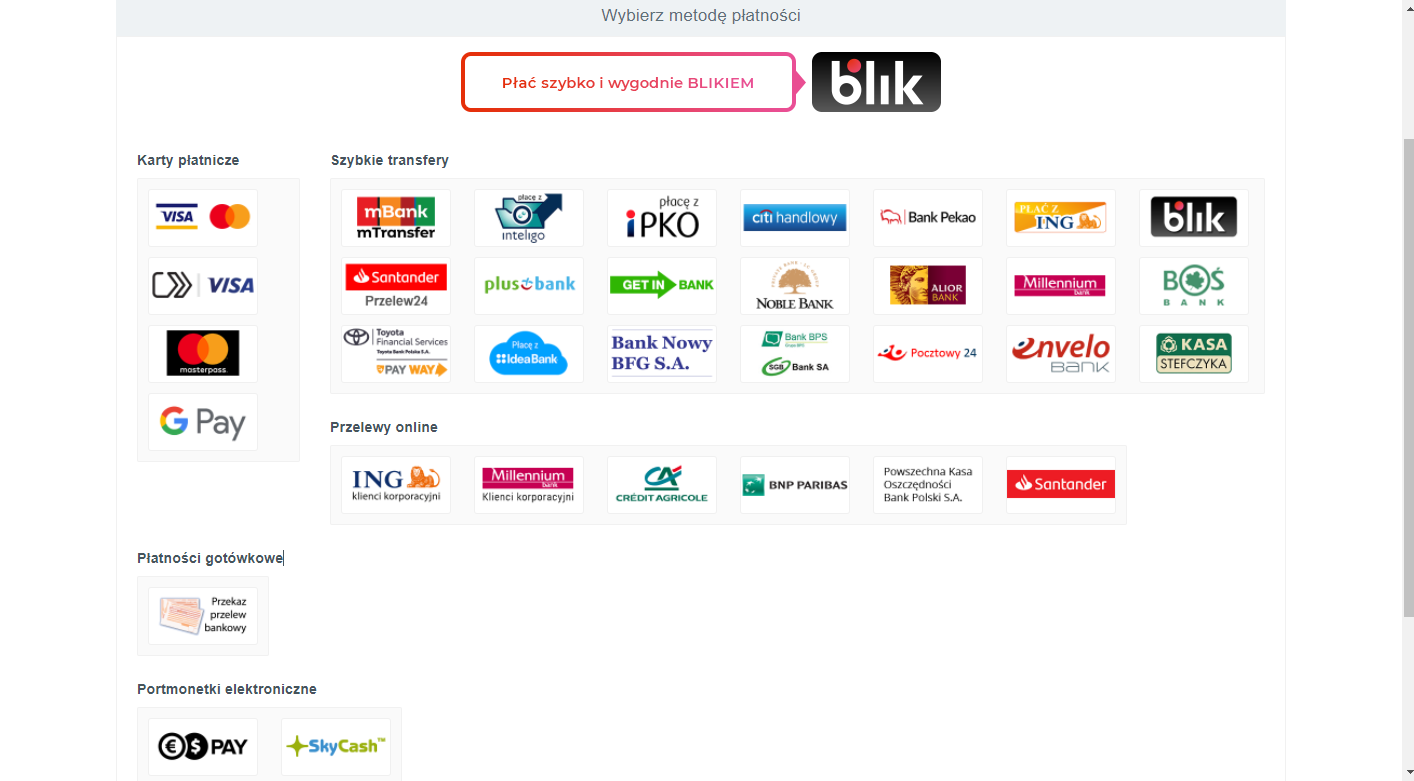 Wybierz metodę płatności
Płać szybko i wygodnie BLIKIEM
blik
Karty płatnicze
Szybkie transfery
VISA
płacę z
mBank
mTransfer
inteligo
płacę z
iPKO
citi handlowy
Bank Pekao
PŁAĆ Z
ING
blik
VISA
Santander
Przelew24
plusbank
GET IN BANK
NOBLE BANK
ALIOR
BANK
Millennium
bank
BOŚ
BANK
masterpass
Toyota
Financial Services
Toyota Bank Polska S.A.
PAY WAY
Płacę z
IdeaBank
Bank Nowy
BFG S.A.
Bank BPS
Grupa BPS
SGB Bank SA
Pocztowy 24
envelo
BANK
KASA
STEFCZYKA
G Pay
Przelewy online
ING
klienci korporacyjni
Millennium
bank
Klienci korporacyjni
CA
CRÉDIT AGRICOLE
BNP PARIBAS
Powszechna Kasa
Oszczędności
Bank Polski S.A.
Santander
Płatności gotówkowe
Przekaz
przelew
bankowy
Portmonetki elektroniczne
€$ PAY
SkyCash™